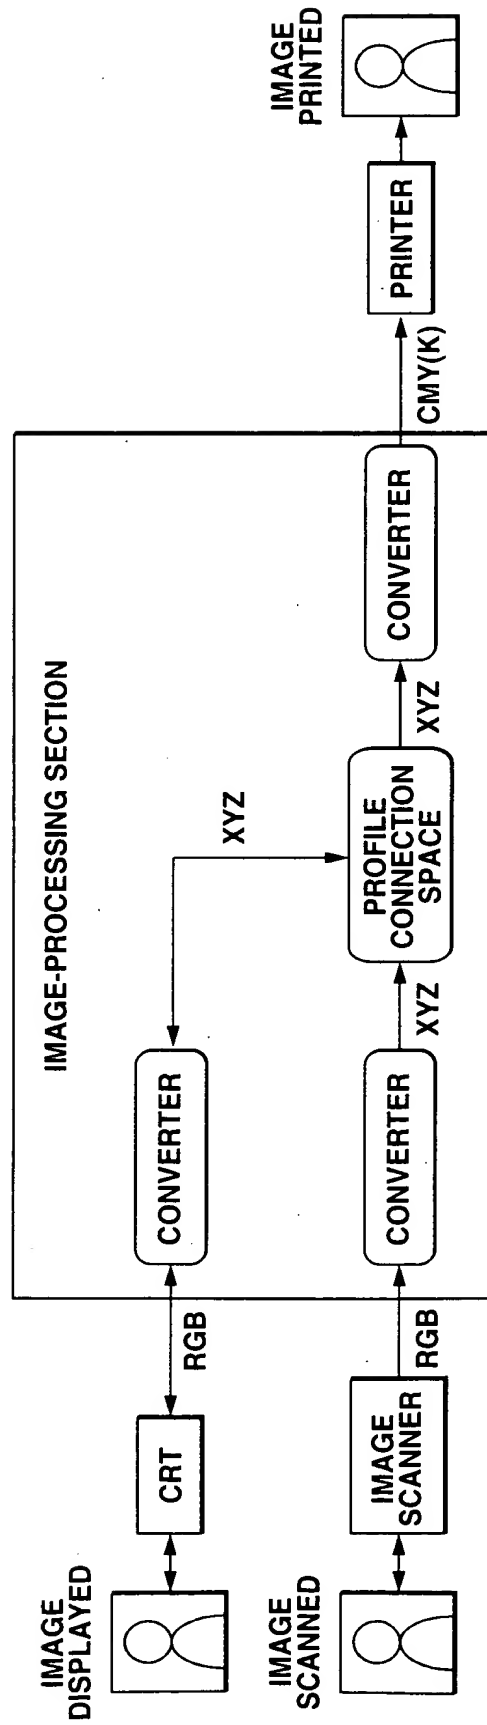 IMAGE
DISPLAYED
CRT
RGB
IMAGE-PROCESSING SECTION
CONVERTER
XYZ
IMAGE
SCANNED
IMAGE
SCANNER
RGB
CONVERTER
XYZ
PROFILE
CONNECTION
SPACE
XYZ
CONVERTER
CMY(K)
PRINTER
IMAGE
PRINTED